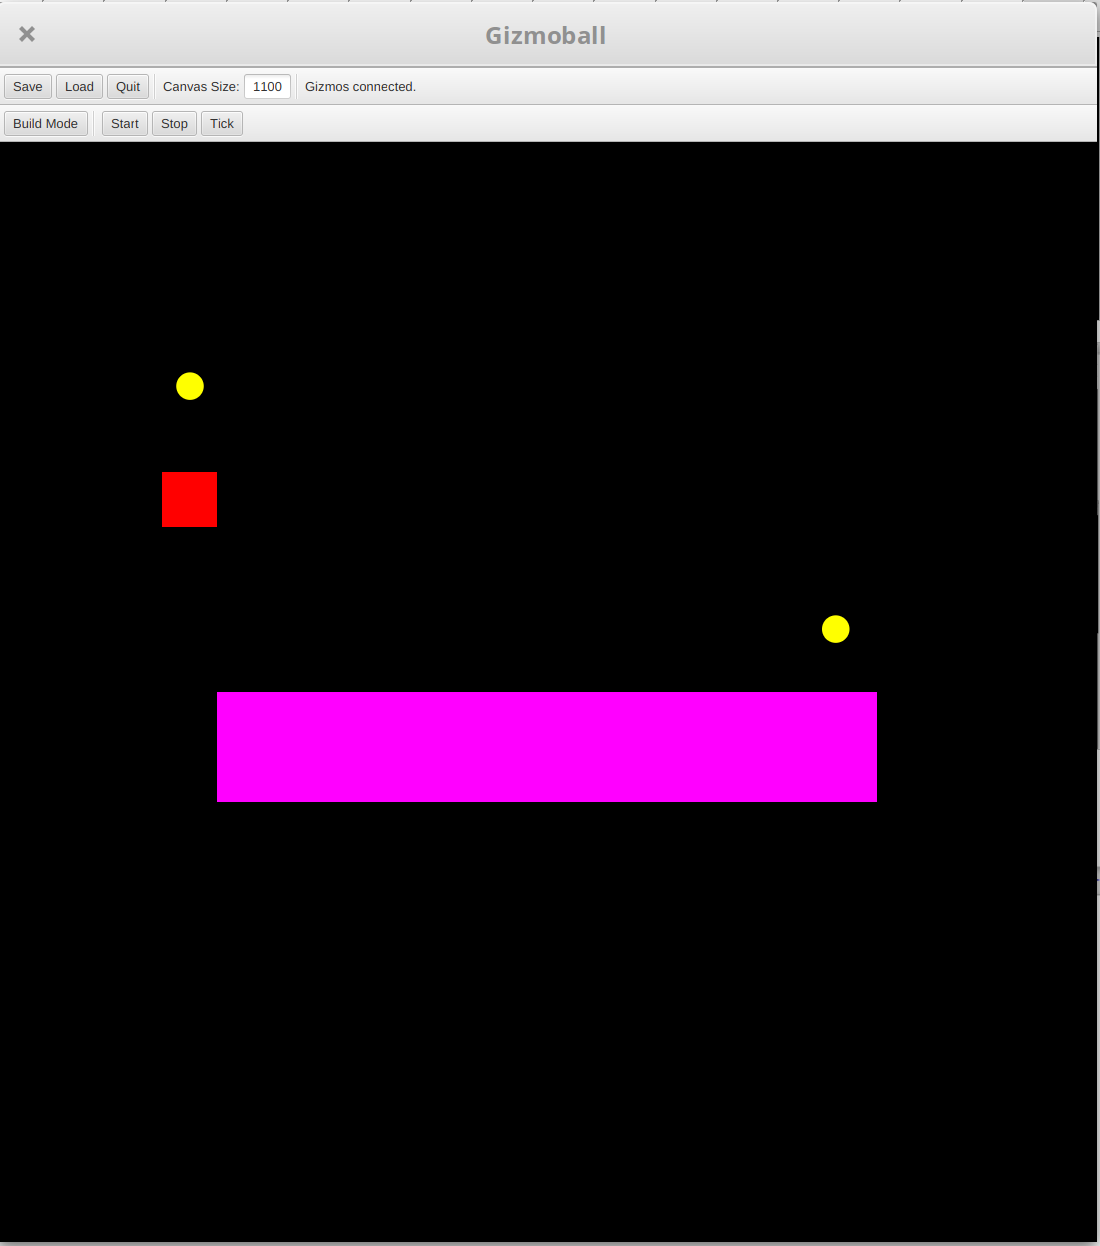 Gizmoball
Save Load Quit Canvas Size: 1100 Gizmos connected.
Build Mode Start Stop Tick